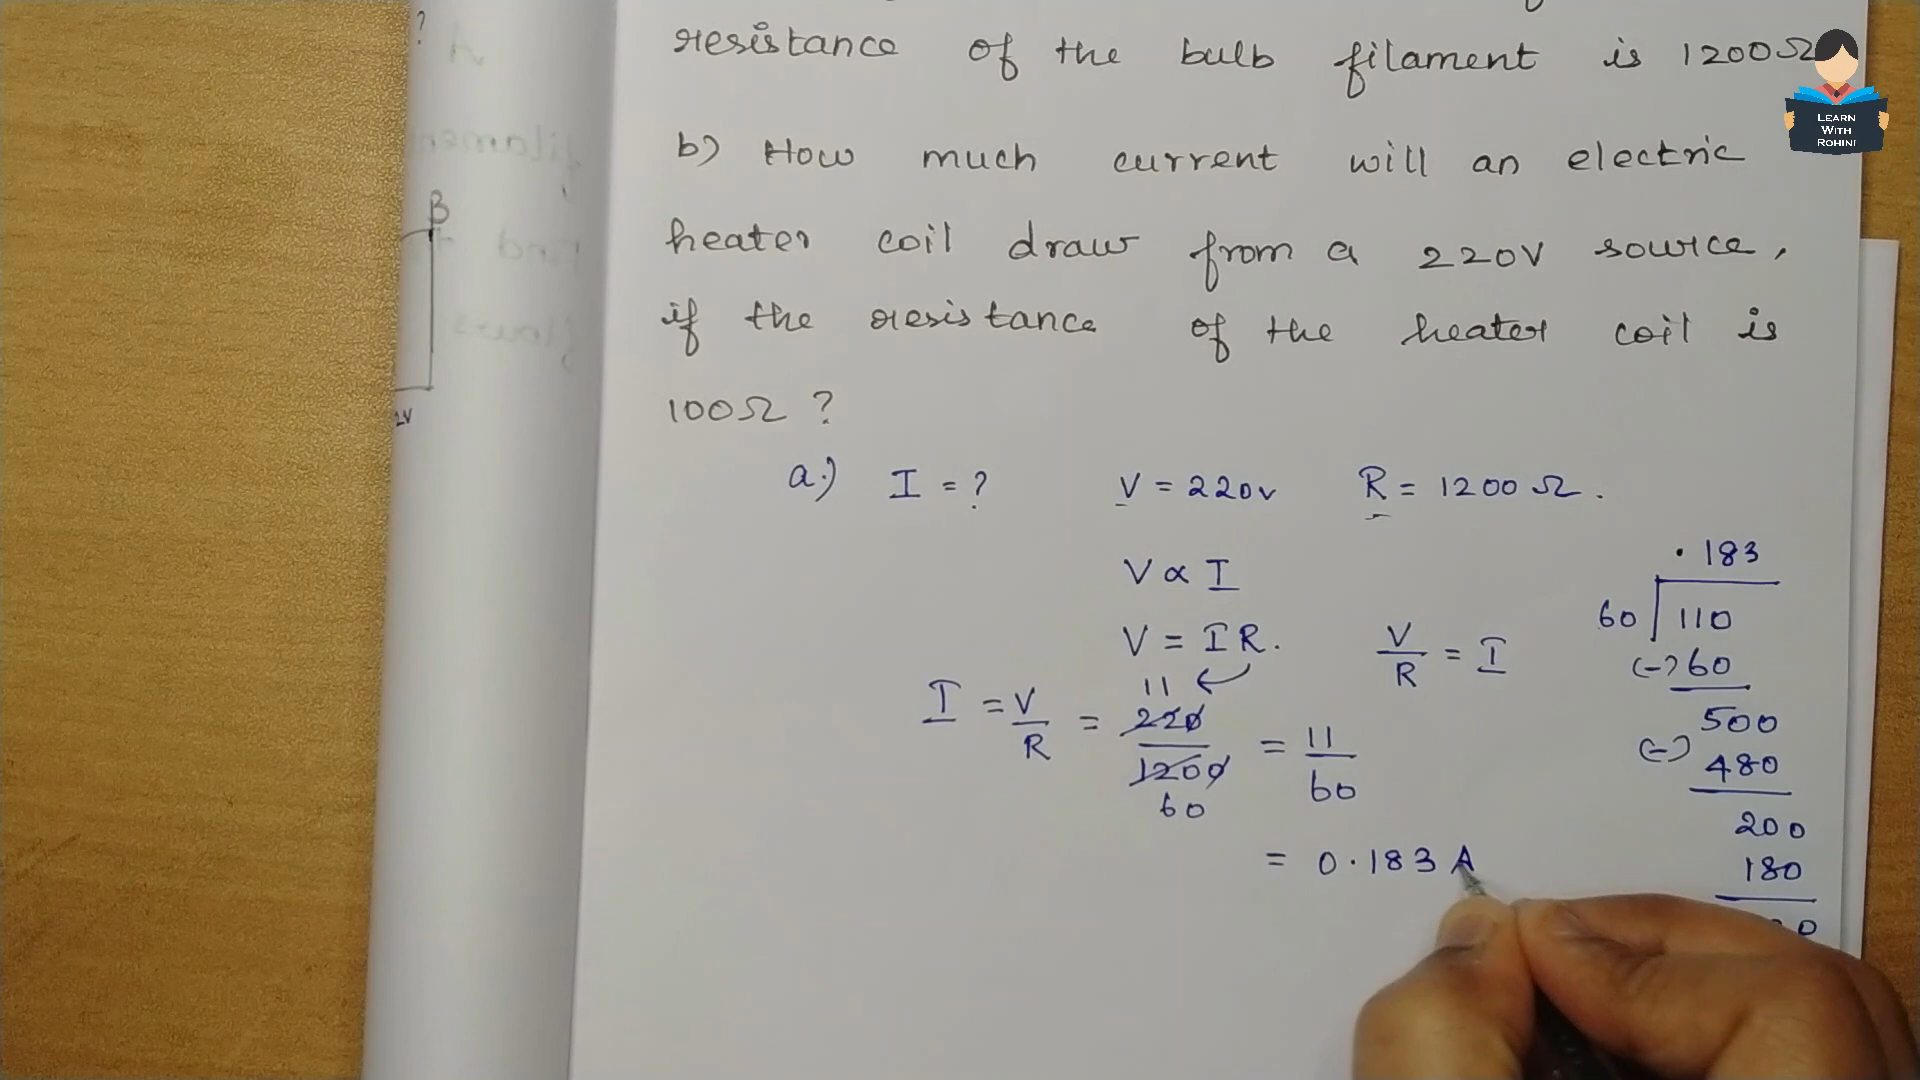 ?
resistance of the bulb filament is 1200Ω
LEARN
WITH
ROHINI
b) How much current will an electric
heater coil draw from a 220V source,
if the resistance of the heater coil is
100Ω ?
B
2V
a.) I = ? V = 220v R = 1200 Ω.
V ∝ I
V = IR.
V/R = I
I = V/R = 220/1200 = 11/60
11
60
= 0.183 A
.183
60 110
(-) 60
500
(-) 480
200
180